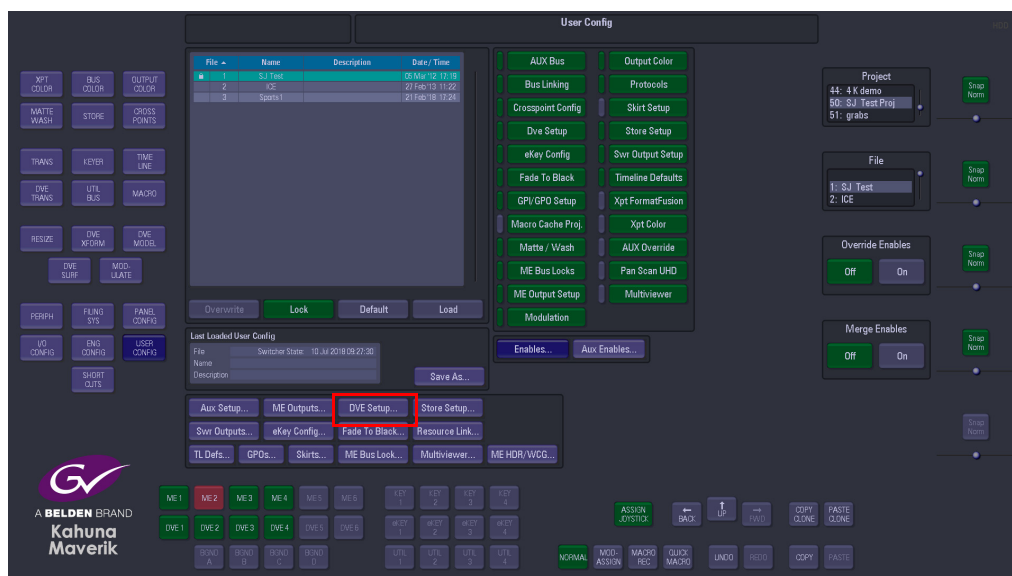 User Config
MOD
File Name Description Date/ Time
1 SJ Test 05 Mar '12 17:19
2 ICE 27 Feb '13 11:22
3 Sports1 21 Feb '18 17:24
Overwrite Lock Default Load
Last Loaded User Config
File Switcher State: 10 Jul 2018 09:27:30
Name
Description
Save As...
AUX Bus Output Color
Bus Linking Protocols
Crosspoint Config Skirt Setup
Dve Setup Store Setup
eKey Config Swr Output Setup
Fade To Black Timeline Defaults
GPI/GPO Setup Xpt FormatFusion
Macro Cache Proj. Xpt Color
Matte / Wash AUX Override
ME Bus Locks Pan Scan UHD
ME Output Setup Multiviewer
Modulation
Enables... Aux Enables...
Aux Setup... ME Outputs... DVE Setup... Store Setup...
Swr Outputs... eKey Config... Fade To Black... Resource Link...
TL Defs... GPOs... Skirts... ME Bus Lock... Multiviewer... ME HDR/WCG...
XPT COLOR
BUS COLOR
OUTPUT COLOR
MATTE WASH
STORE
CROSS POINTS
TRANS
KEYER
TIME LINE
DVE TRANS
UTIL BUS
MACRO
RESIZE
DVE XFORM
DVE MODEL
DVE SURF
MOD- ULATE
PERIPH
FILING SYS
PANEL CONFIG
I/O CONFIG
ENG CONFIG
USER CONFIG
SHORT CUTS
Project
44: 4K demo
50: SJ Test Proj
51: grabs
Snap Norm
File
1: SJ Test
2: ICE
Snap Norm
Override Enables
Off On
Snap Norm
Merge Enables
Off On
Snap Norm
Snap Norm
GV
A BELDEN BRAND
Kahuna
Maverik
ME 1 ME 2 ME 3 ME 4 ME 5 ME 6 KEY 1 KEY 2 KEY 3 KEY 4
DVE 1 DVE 2 DVE 3 DVE 4 DVE 5 DVE 6 eKEY 1 eKEY 2 eKEY 3 eKEY 4
BGND A BGND B BGND C BGND D UTIL 1 UTIL 2 UTIL 3 UTIL 4
ASSIGN JOYSTICK ← BACK ↑ UP → FWD COPY CLONE PASTE CLONE
NORMAL MOD- ASSIGN MACRO REC QUICK MACRO UNDO REDO COPY PASTE